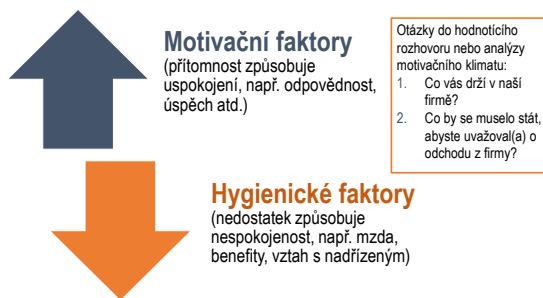 Motivační faktory
(přítomnost způsobuje
uspokojení, např. odpovědnost,
úspěch atd.)
Otázky do hodnotícího
rozhovoru nebo analýzy
motivačního klimatu:
1. Co vás drží v naší
firmě?
2. Co by se muselo stát,
abyste uvažoval(a) o
odchodu z firmy?
Hygienické faktory
(nedostatek způsobuje
nespokojenost, např. mzda,
benefity, vztah s nadřízeným)